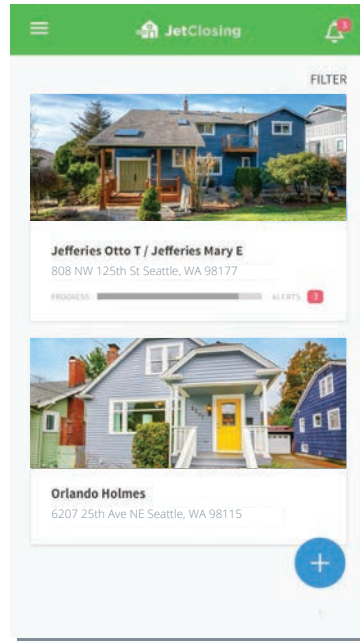 JetClosing
3
FILTER
Jefferies Otto T / Jefferies Mary E
808 NW 125th St Seattle, WA 98177
PROGRESS ALERTS 3
Orlando Holmes
6207 25th Ave NE Seattle, WA 98115
+